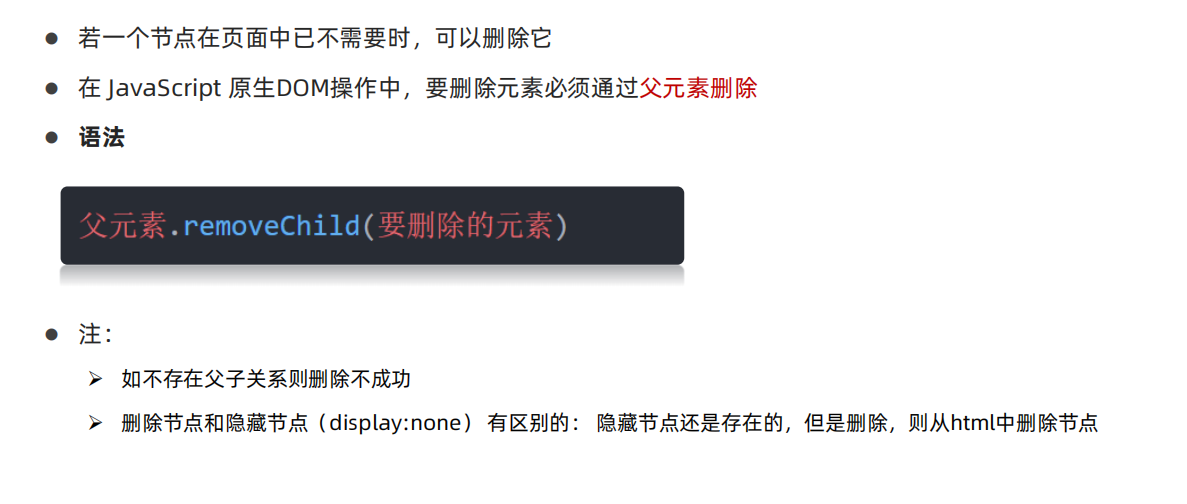 若一个节点在页面中已不需要时，可以删除它
在 JavaScript 原生DOM操作中，要删除元素必须通过父元素删除
语法
父元素.removeChild(要删除的元素)
注：
如不存在父子关系则删除不成功
删除节点和隐藏节点（display:none） 有区别的： 隐藏节点还是存在的，但是删除，则从html中删除节点